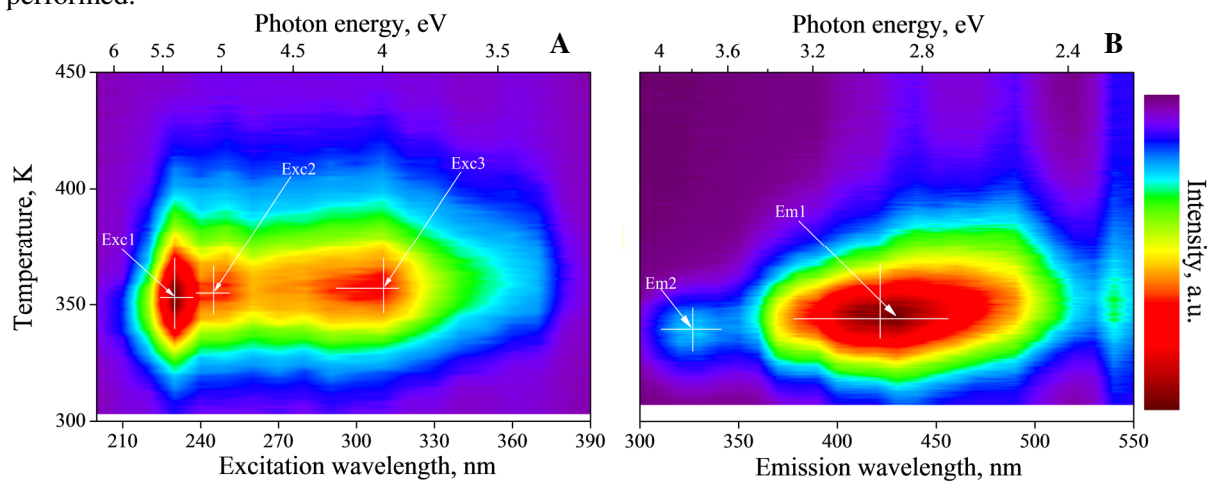 performed.
Photon energy, eV
6 5.5 5 4.5 4 3.5
A
450
400
350
300
Temperature, K
Exc1
Exc2
Exc3
210 240 270 300 330 360 390
Excitation wavelength, nm
Photon energy, eV
4 3.6 3.2 2.8 2.4
B
Em1
Em2
300 350 400 450 500 550
Emission wavelength, nm
Intensity, a.u.